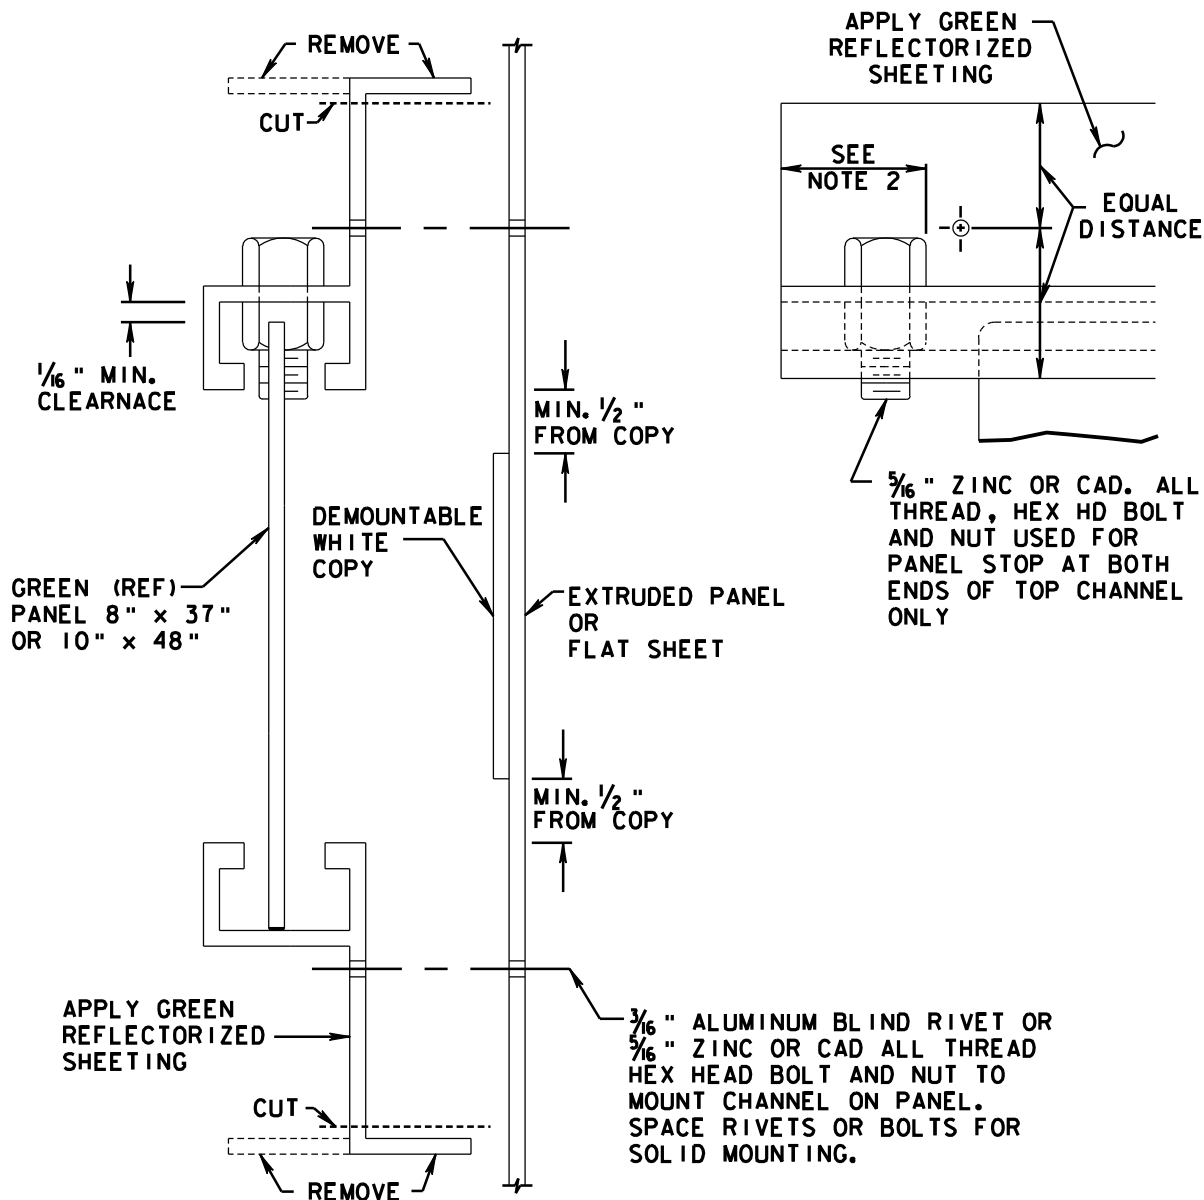 REMOVE
CUT
1/16 " MIN.
CLEARNACE
MIN. 1/2 "
FROM COPY
DEMOUNTABLE
WHITE
COPY
GREEN (REF)
PANEL 8" x 37"
OR 10" x 48"
EXTRUDED PANEL
OR
FLAT SHEET
MIN. 1/2 "
FROM COPY
APPLY GREEN
REFLECTORIZED
SHEETING
CUT
REMOVE
3/16 " ALUMINUM BLIND RIVET OR
5/16 " ZINC OR CAD ALL THREAD
HEX HEAD BOLT AND NUT TO
MOUNT CHANNEL ON PANEL.
SPACE RIVETS OR BOLTS FOR
SOLID MOUNTING.
APPLY GREEN
REFLECTORIZED
SHEETING
SEE
NOTE 2
EQUAL
DISTANCE
5/16 " ZINC OR CAD. ALL
THREAD, HEX HD BOLT
AND NUT USED FOR
PANEL STOP AT BOTH
ENDS OF TOP CHANNEL
ONLY